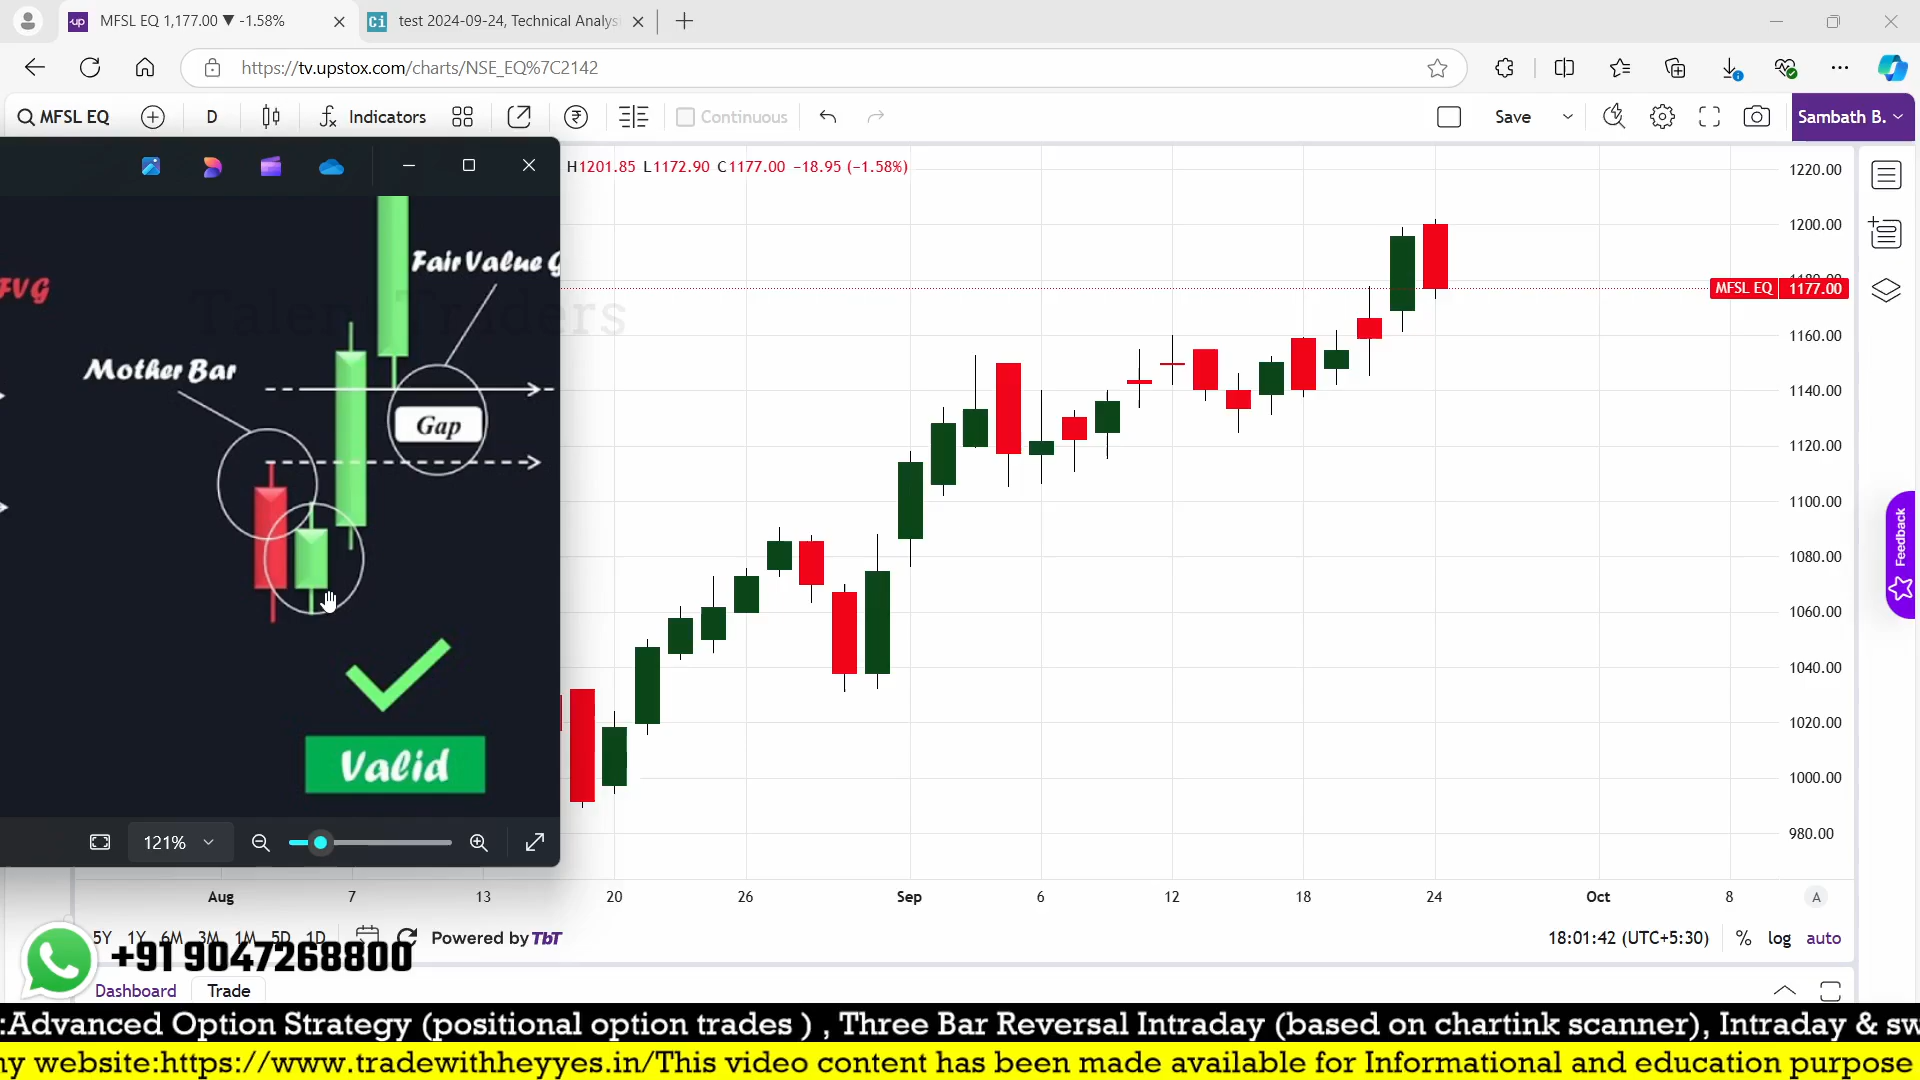 MFSL EQ 1,177.00 ▼ -1.58%
test 2024-09-24, Technical Analys
https://tv.upstox.com/charts/NSE_EQ%7C2142
MFSL EQ
D
Indicators
Continuous
Save
Sambath B.
H1201.85 L1172.90 C1177.00 -18.95 (-1.58%)
FVG
Fair Value G
Talent Traders
Mother Bar
Gap
Valid
121%
1220.00
1200.00
1180.00
MFSL EQ 1177.00
1160.00
1140.00
1120.00
1100.00
1080.00
1060.00
1040.00
1020.00
1000.00
980.00
Feedback
Aug 7 13 20 26 Sep 6 12 18 24 Oct 8
A
5Y 1Y 6M 3M 1M 5D 1D
Powered by TbT
18:01:42 (UTC+5:30) % log auto
+91 9047268800
Dashboard Trade
:Advanced Option Strategy (positional option trades ) , Three Bar Reversal Intraday (based on chartink scanner), Intraday & sw
ny website:https://www.tradewithheyyes.in/This video content has been made available for Informational and education purpose